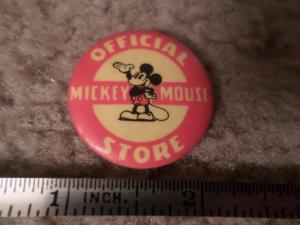 OFFICIAL
MICKEY MOUSE
STORE
1 INCH. 2